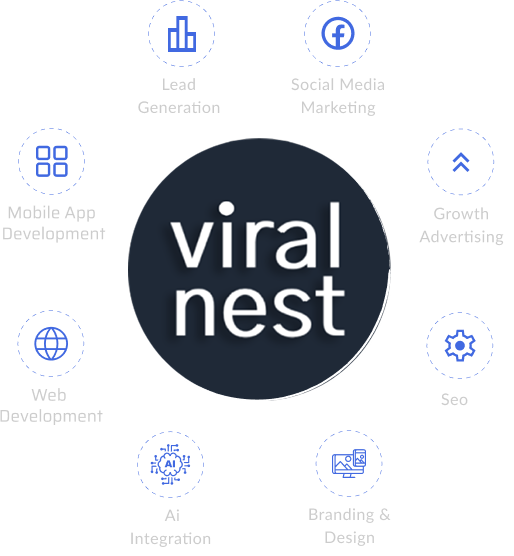 Lead
Generation
Social Media
Marketing
Mobile App
Development
Growth
Advertising
viral
nest
Web
Development
Seo
AI
Ai
Integration
Branding &
Design